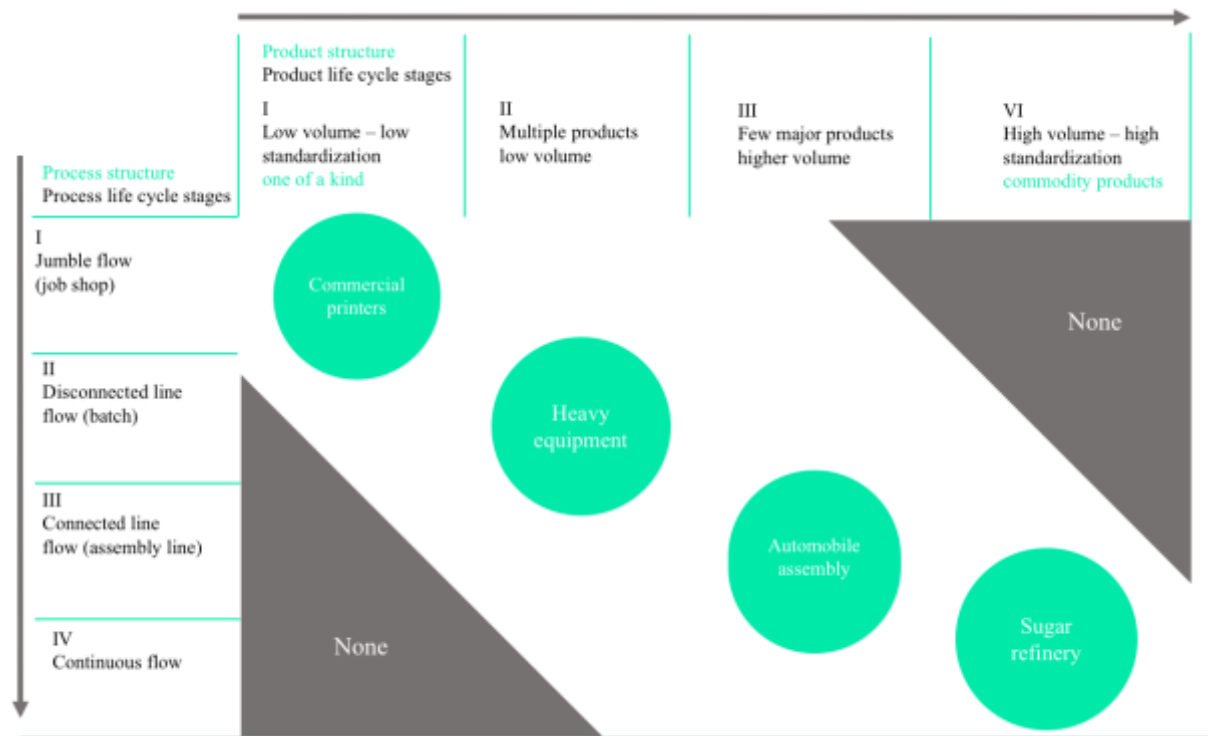 Product structure
Product life cycle stages
I
Low volume – low
standardization
one of a kind
II
Multiple products
low volume
III
Few major products
higher volume
VI
High volume – high
standardization
commodity products
Process structure
Process life cycle stages
I
Jumble flow
(job shop)
Commercial
printers
None
II
Disconnected line
flow (batch)
Heavy
equipment
III
Connected line
flow (assembly line)
Automobile
assembly
IV
Continuous flow
None
Sugar
refinery